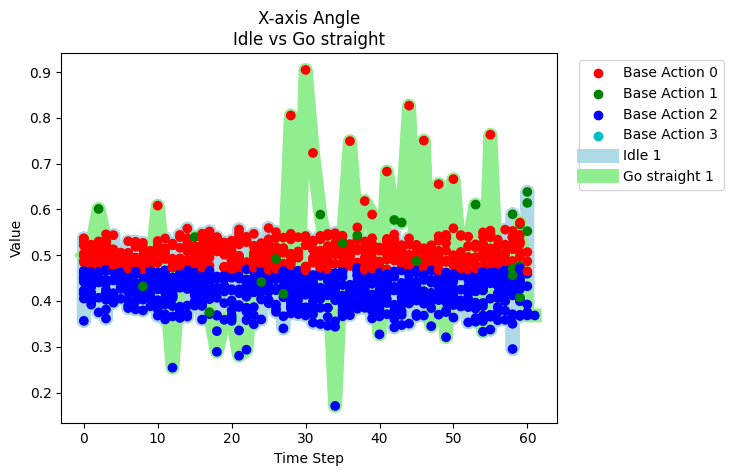 X-axis Angle
Idle vs Go straight
Value
0.9
0.8
0.7
0.6
0.5
0.4
0.3
0.2
0
10
20
30
40
50
60
Time Step
Base Action 0
Base Action 1
Base Action 2
Base Action 3
Idle 1
Go straight 1